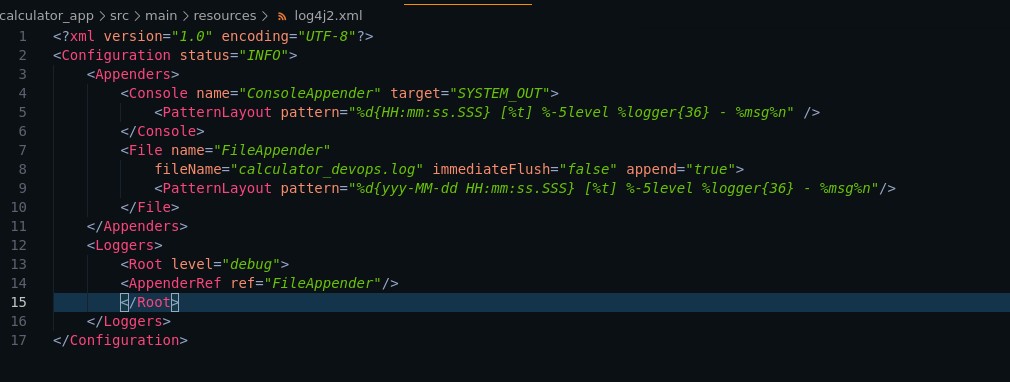 calculator_app > src > main > resources > log4j2.xml
1 <?xml version="1.0" encoding="UTF-8"?>
2 <Configuration status="INFO">
3 <Appenders>
4 <Console name="ConsoleAppender" target="SYSTEM_OUT">
5 <PatternLayout pattern="%d{HH:mm:ss.SSS} [%t] %-5level %logger{36} - %msg%n" />
6 </Console>
7 <File name="FileAppender"
8 fileName="calculator_devops.log" immediateFlush="false" append="true">
9 <PatternLayout pattern="%d{yyy-MM-dd HH:mm:ss.SSS} [%t] %-5level %logger{36} - %msg%n"/>
10 </File>
11 </Appenders>
12 <Loggers>
13 <Root level="debug">
14 <AppenderRef ref="FileAppender"/>
15 </Root>
16 </Loggers>
17 </Configuration>